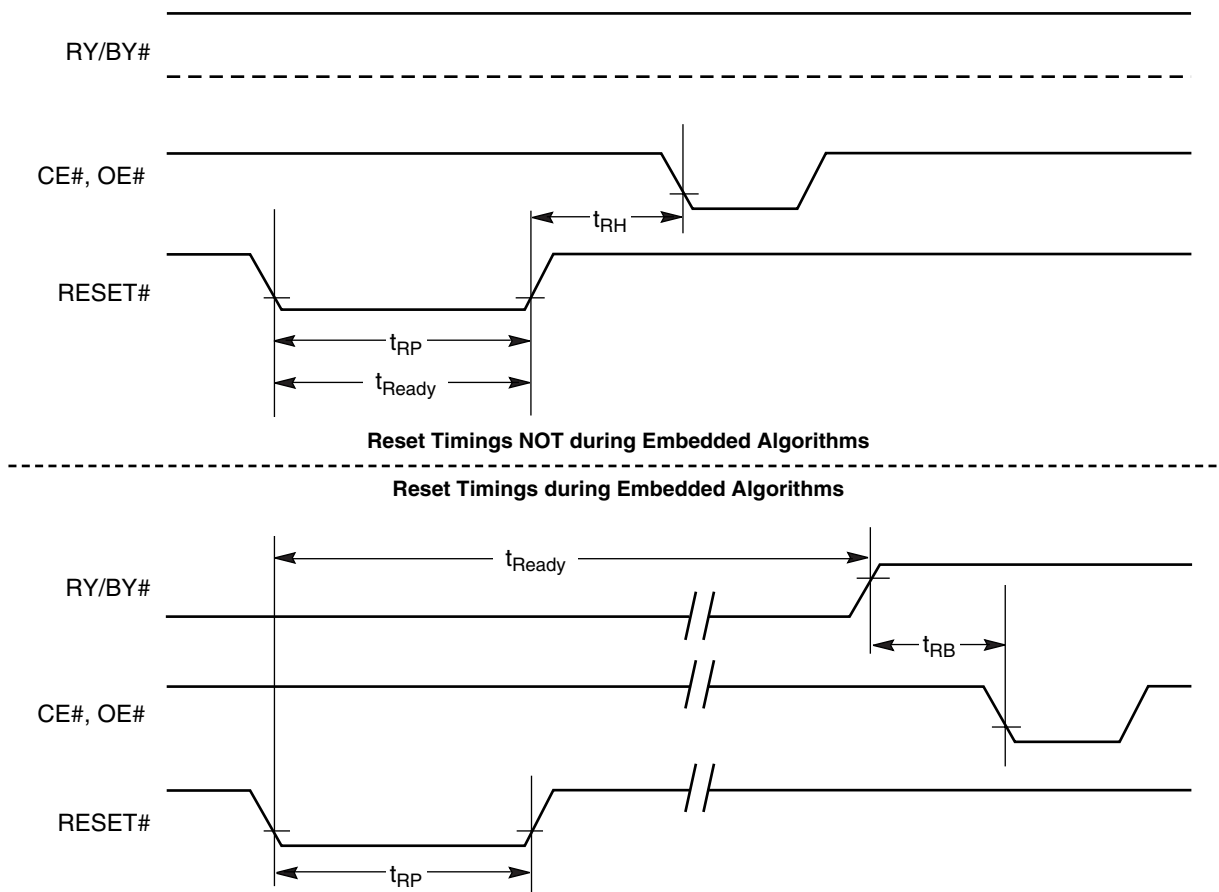 RY/BY#
CE#, OE#
tRH
RESET#
tRP
tReady
Reset Timings NOT during Embedded Algorithms
Reset Timings during Embedded Algorithms
tReady
RY/BY#
tRB
CE#, OE#
RESET#
tRP